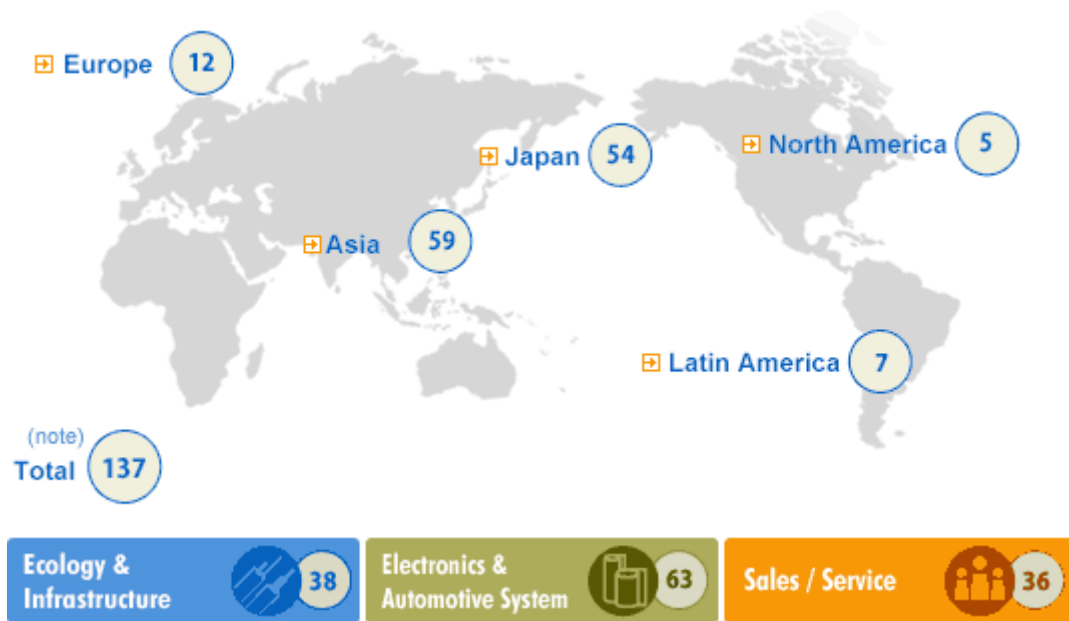 Europe 12
Japan 54
North America 5
Asia 59
Latin America 7
(note)
Total 137
Ecology &
Infrastructure 38
Electronics &
Automotive System 63
Sales / Service 36